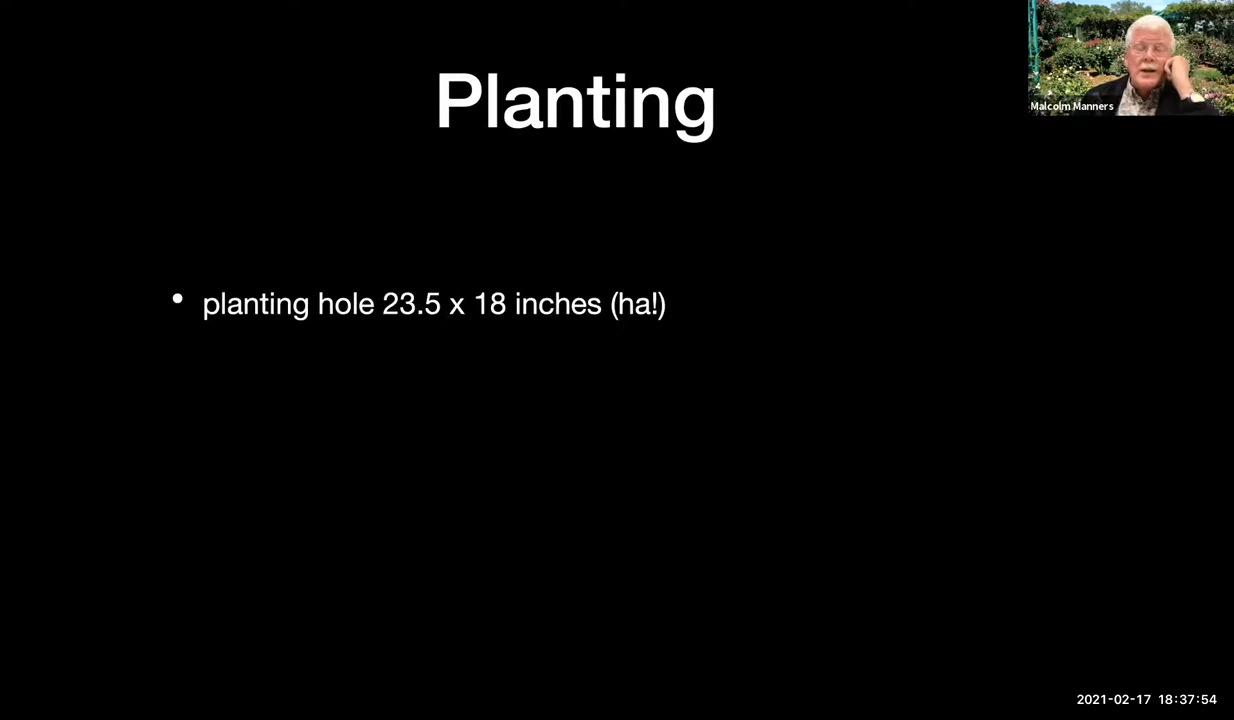 Malcolm Manners
Planting
• planting hole 23.5 x 18 inches (ha!)
2021-02-17 18:37:54